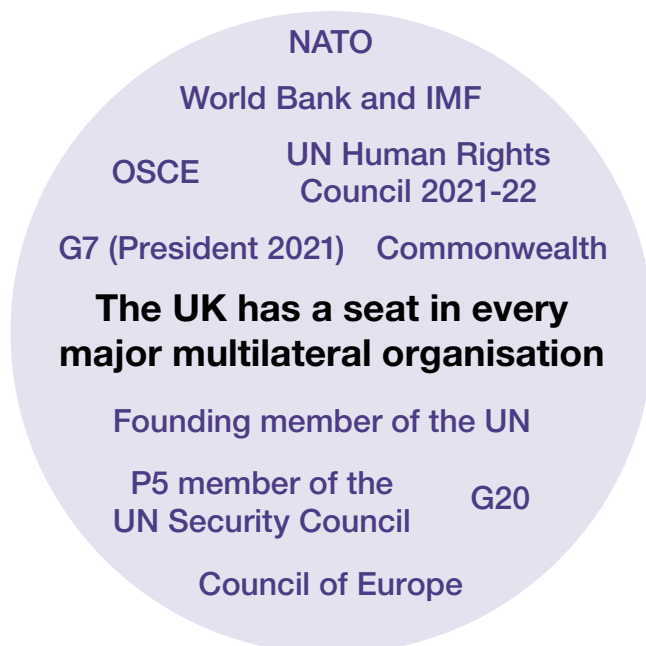 NATO
World Bank and IMF
OSCE
UN Human Rights
Council 2021-22
G7 (President 2021)
Commonwealth
The UK has a seat in every
major multilateral organisation
Founding member of the UN
P5 member of the
UN Security Council
G20
Council of Europe